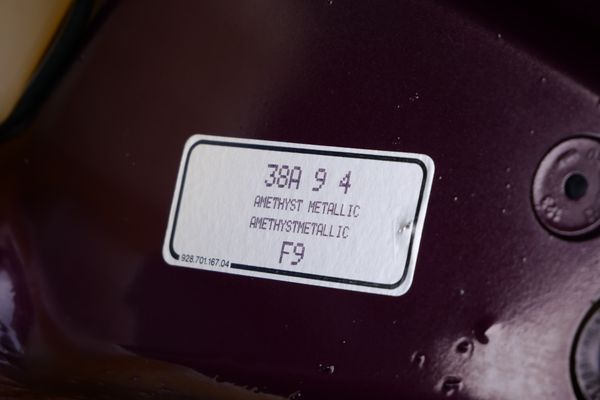 38A 9 4
AMETHYST METALLIC
AMETHYSTMETALLIC
F9
928.701.167.04